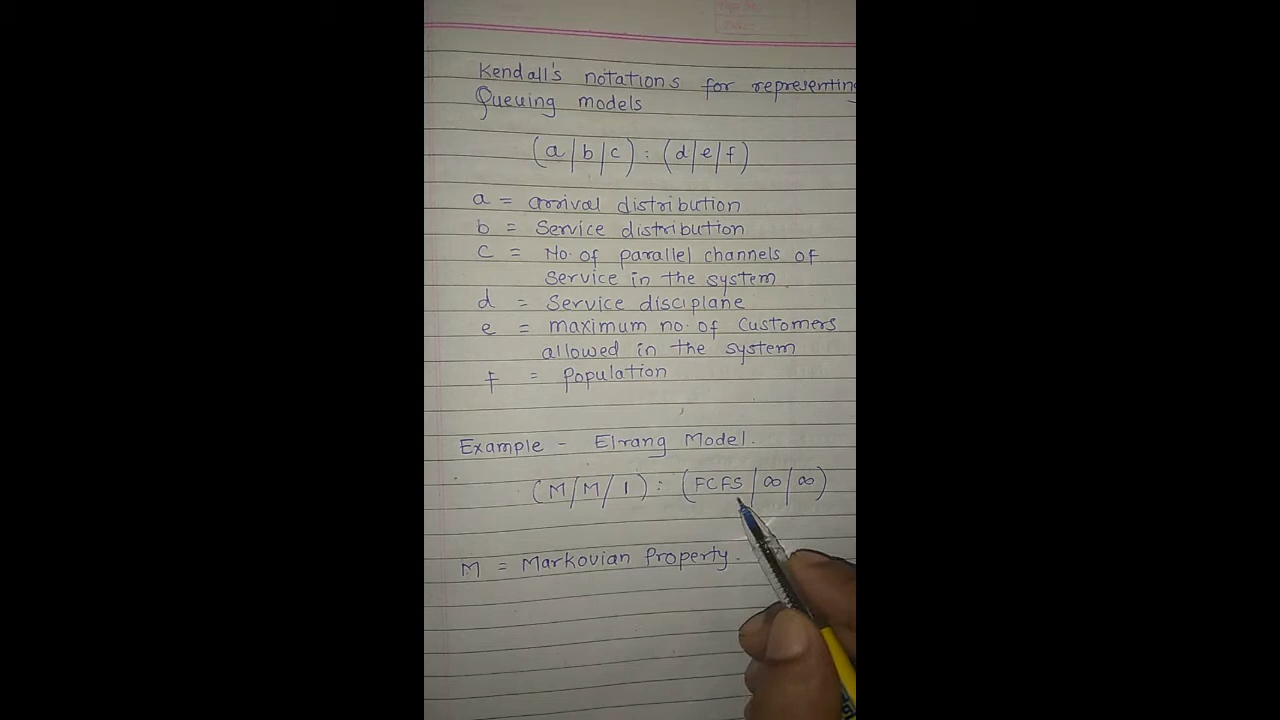 Kendall's notations for representing
Queuing models
(a/b/c) : (d/e/f)
a = arrival distribution
b = Service distribution
c = No. of parallel channels of
Service in the system
d = Service disciplane
e = maximum no. of Customers
allowed in the system
f = Population
Example - Elrang Model.
(M/M/1) : (FCFS/∞/∞)
M = Markovian Property.